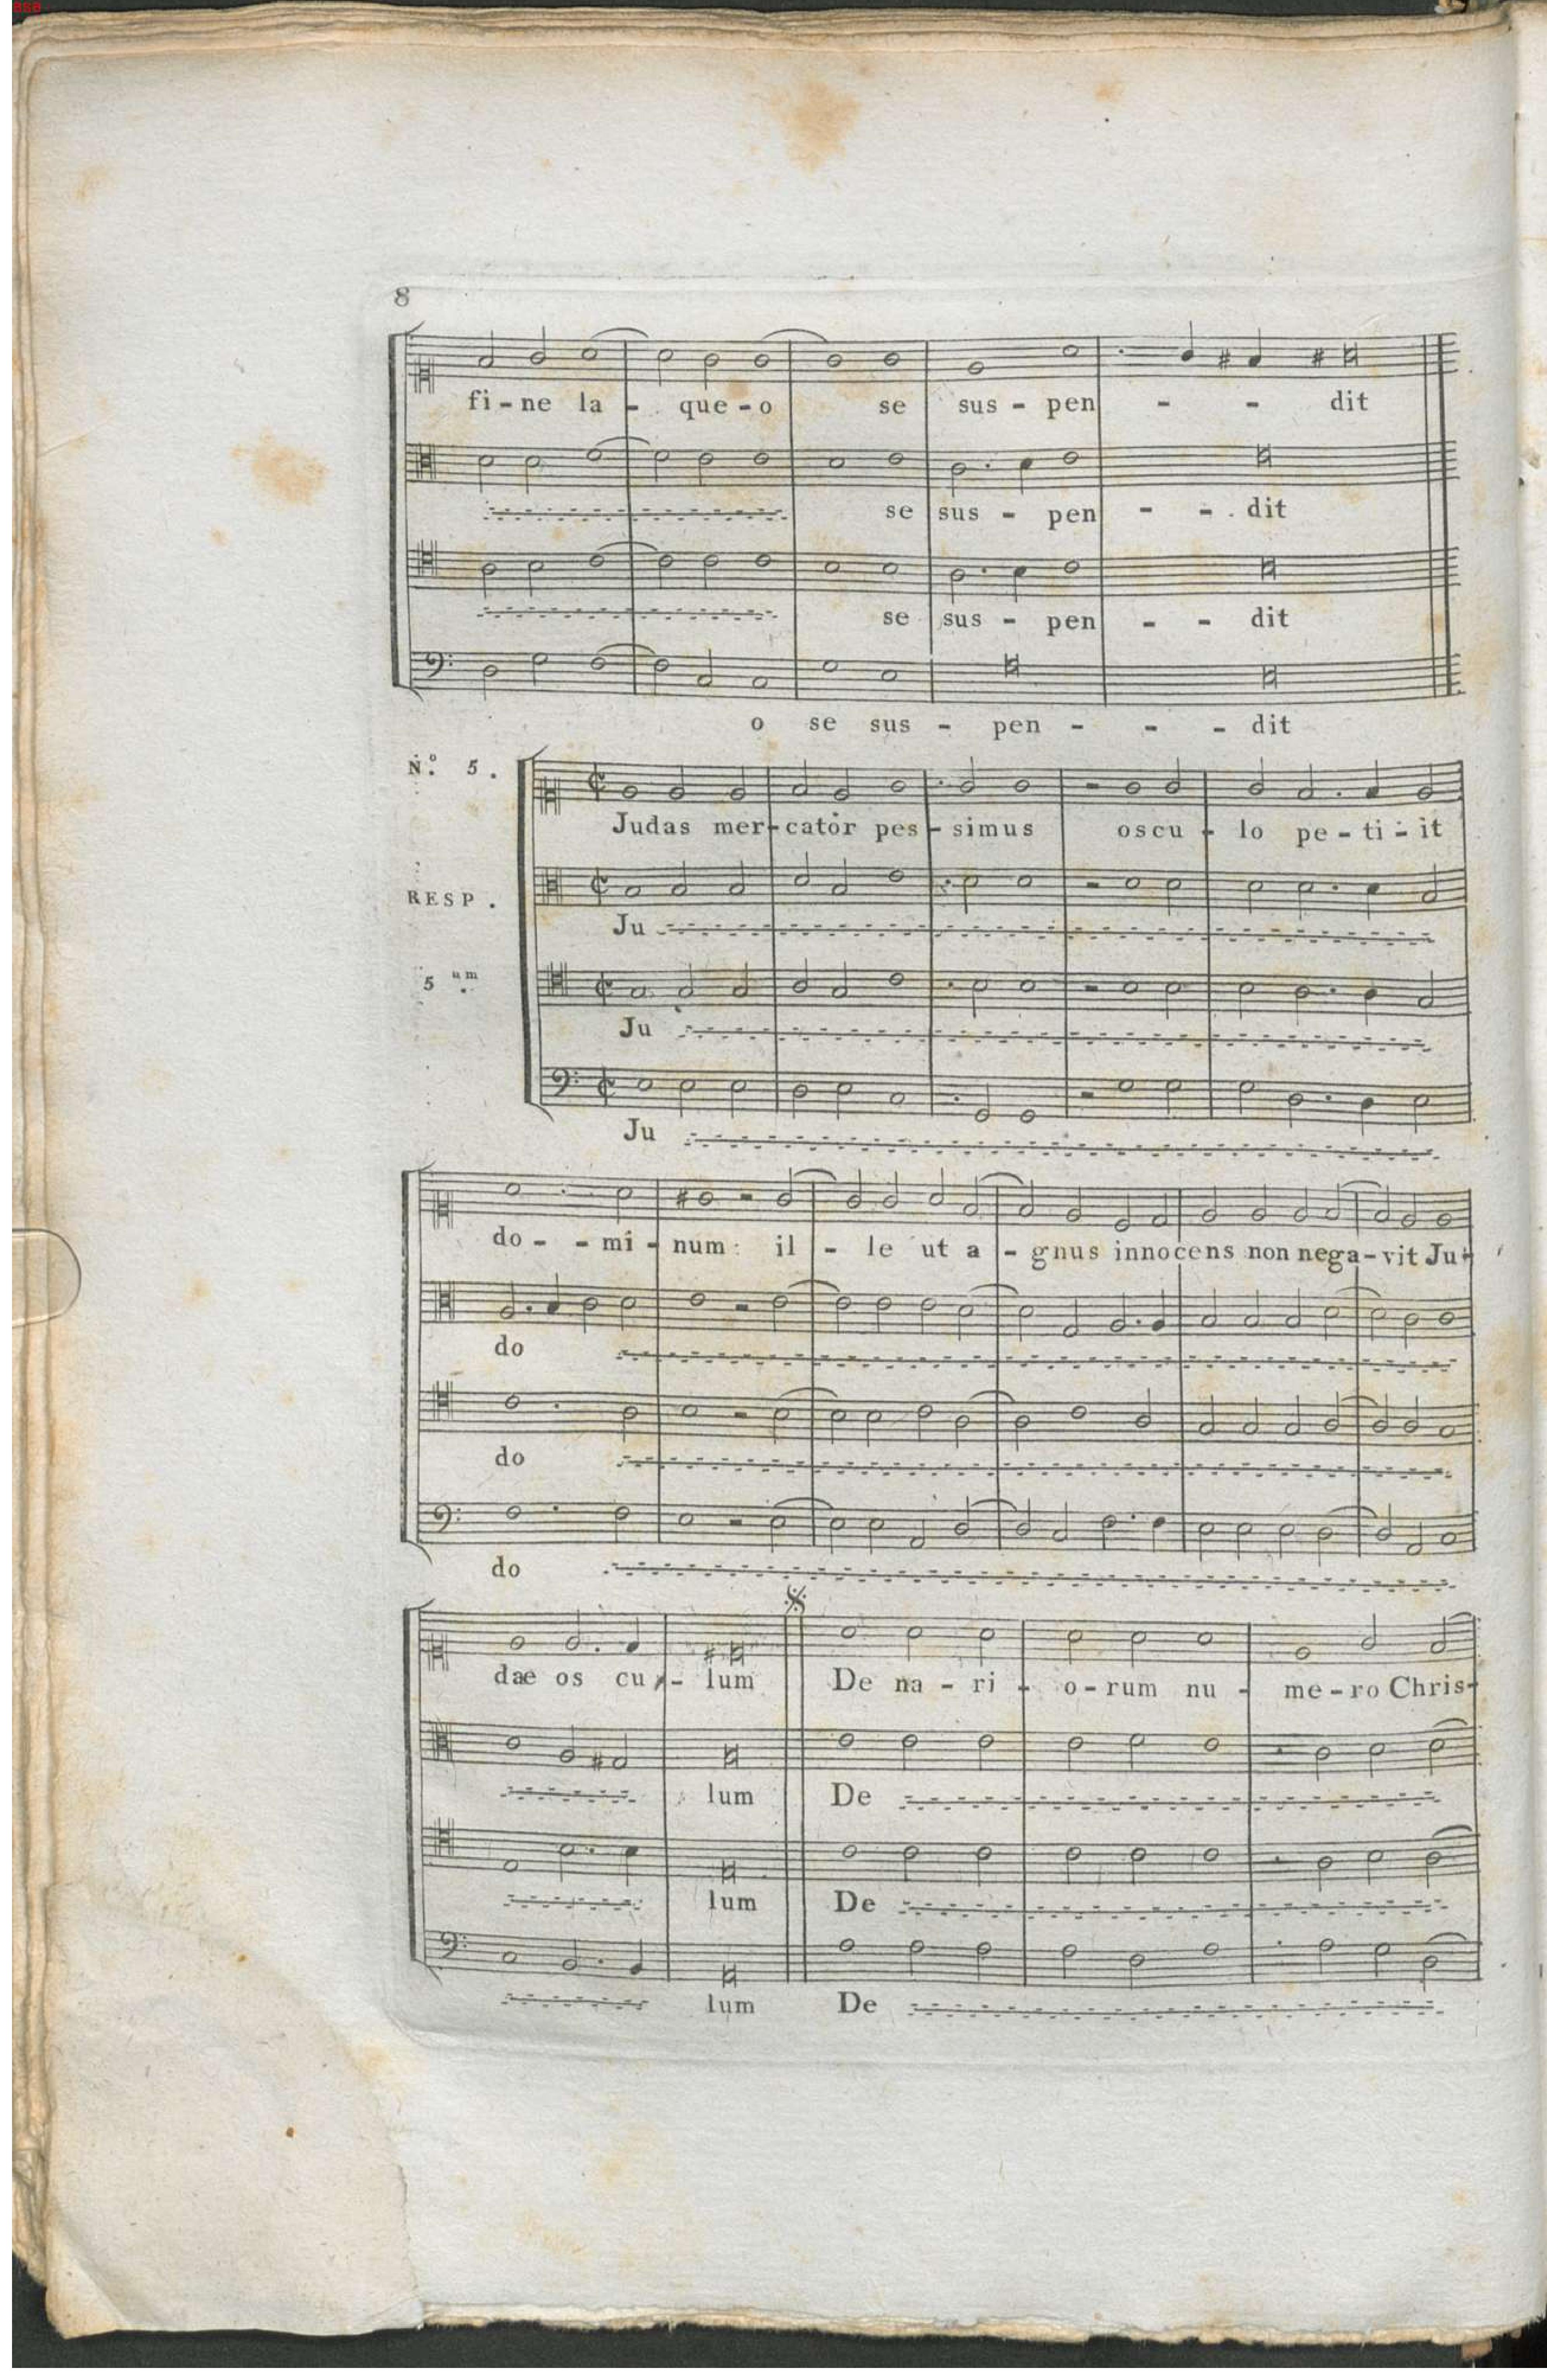 ese
8
fi - ne la - que - o se sus - pen - - dit
se sus - pen - - dit
se sus - pen - - dit
o se sus - pen - - - dit
N.º 5.
Judas mer - cator pes - simus oscu - lo pe - ti - it
RESP.
Ju
5 um
Ju
Ju
do - - mi - num: il - le ut a - gnus innocens non nega - vit Ju -
do
do
do
dae os cu - lum De na - ri - o - rum nu - me - ro Chris -
lum De
lum De
lum De